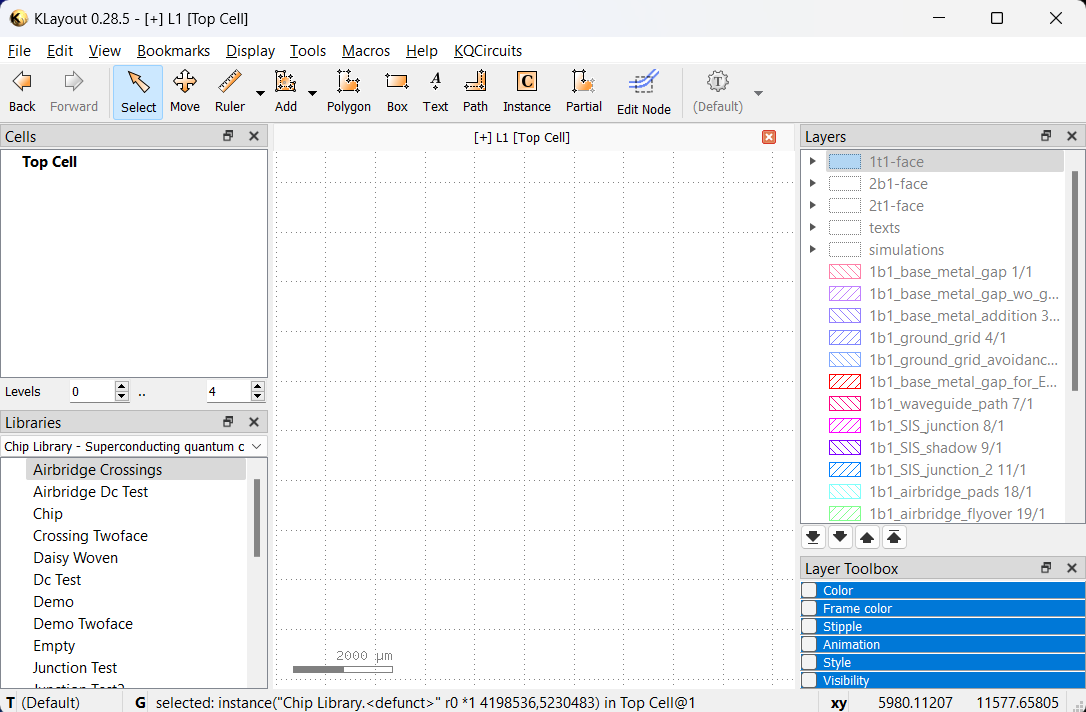 KLayout 0.28.5 - [+] L1 [Top Cell]
File Edit View Bookmarks Display Tools Macros Help KQCircuits
Back Forward Select Move Ruler Add Polygon Box Text Path Instance Partial Edit Node (Default)
Cells
Top Cell
Levels 0 .. 4
Libraries
Chip Library - Superconducting quantum c
Airbridge Crossings
Airbridge Dc Test
Chip
Crossing Twoface
Daisy Woven
Dc Test
Demo
Demo Twoface
Empty
Junction Test
Junction Test2
[+] L1 [Top Cell]
2000 µm
Layers
1t1-face
2b1-face
2t1-face
texts
simulations
1b1_base_metal_gap 1/1
1b1_base_metal_gap_wo_g...
1b1_base_metal_addition 3...
1b1_ground_grid 4/1
1b1_ground_grid_avoidanc...
1b1_base_metal_gap_for_E...
1b1_waveguide_path 7/1
1b1_SIS_junction 8/1
1b1_SIS_shadow 9/1
1b1_SIS_junction_2 11/1
1b1_airbridge_pads 18/1
1b1_airbridge_flyover 19/1
Layer Toolbox
Color
Frame color
Stipple
Animation
Style
Visibility
T (Default) G selected: instance("Chip Library.<defunct>" r0 *1 4198536,5230483) in Top Cell@1 xy 5980.11207 11577.65805